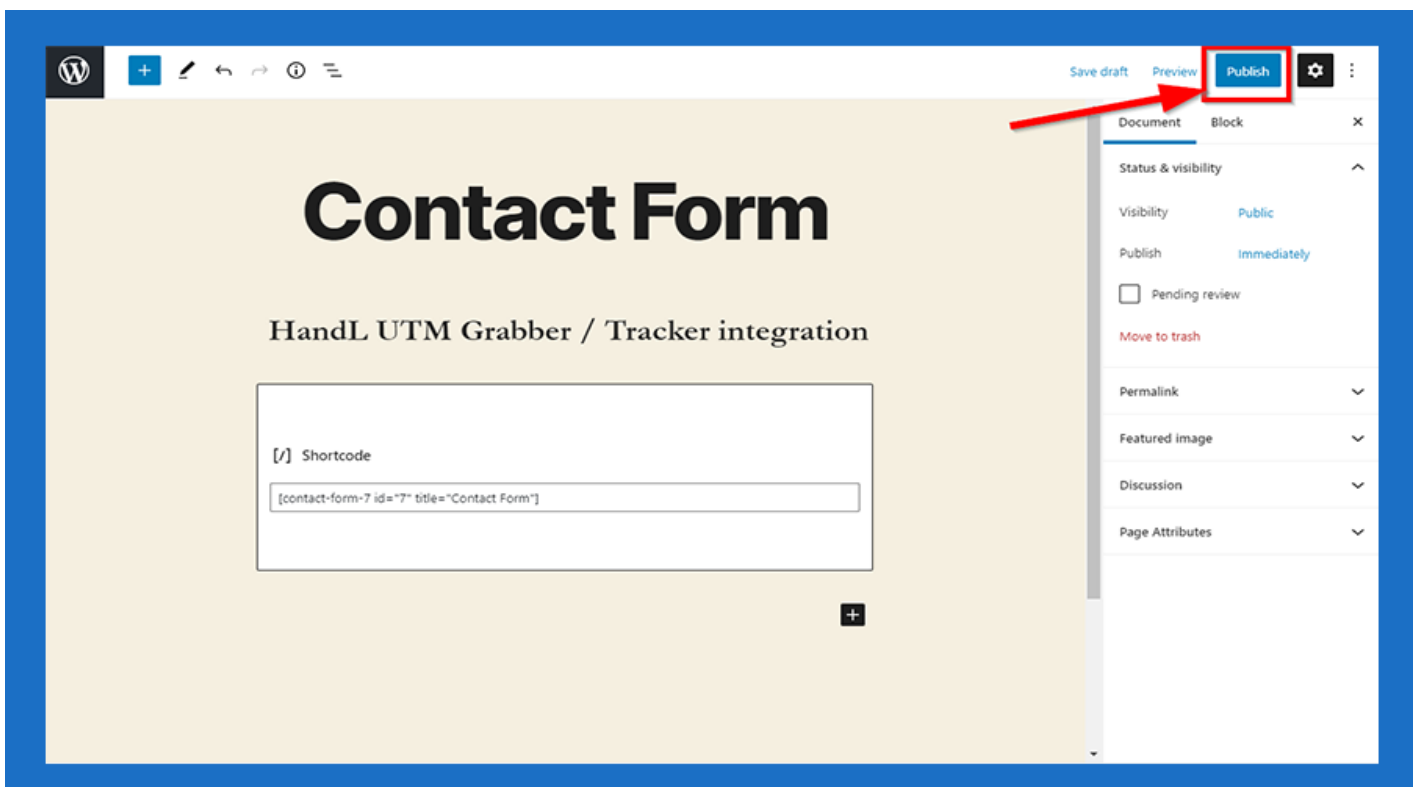 Save draft Preview Publish
Document Block
Status & visibility
Visibility Public
Publish Immediately
Pending review
Move to trash
Permalink
Featured image
Discussion
Page Attributes
Contact Form
HandL UTM Grabber / Tracker integration
[/] Shortcode
[contact-form-7 id="7" title="Contact Form"]